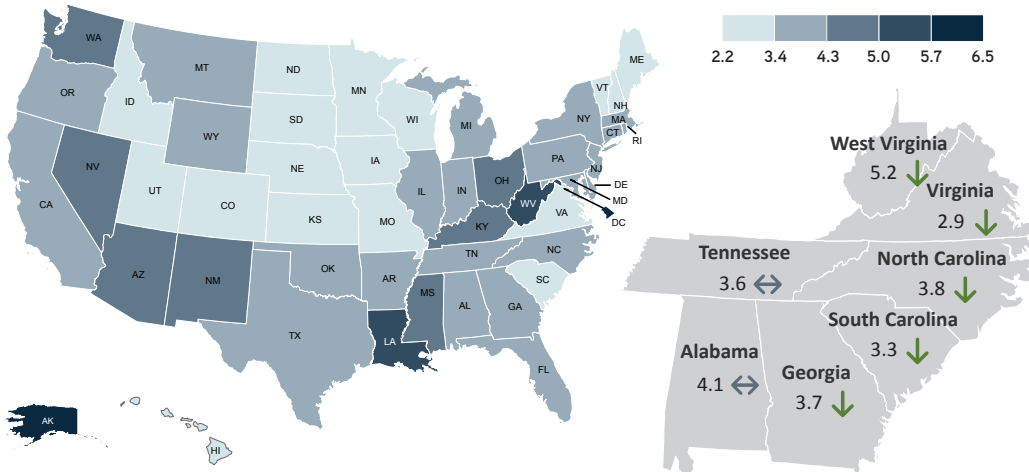 WA
OR
CA
NV
ID
MT
WY
UT
AZ
CO
NM
ND
SD
NE
KS
OK
TX
MN
IA
MO
AR
LA
WI
IL
MI
IN
OH
KY
TN
MS
AL
GA
FL
SC
NC
VA
WV
PA
NY
VT
NH
ME
MA
CT
RI
NJ
DE
MD
DC
AK
HI
2.2 3.4 4.3 5.0 5.7 6.5
West Virginia
5.2
Virginia
2.9
Tennessee
3.6
North Carolina
3.8
South Carolina
3.3
Alabama
4.1
Georgia
3.7